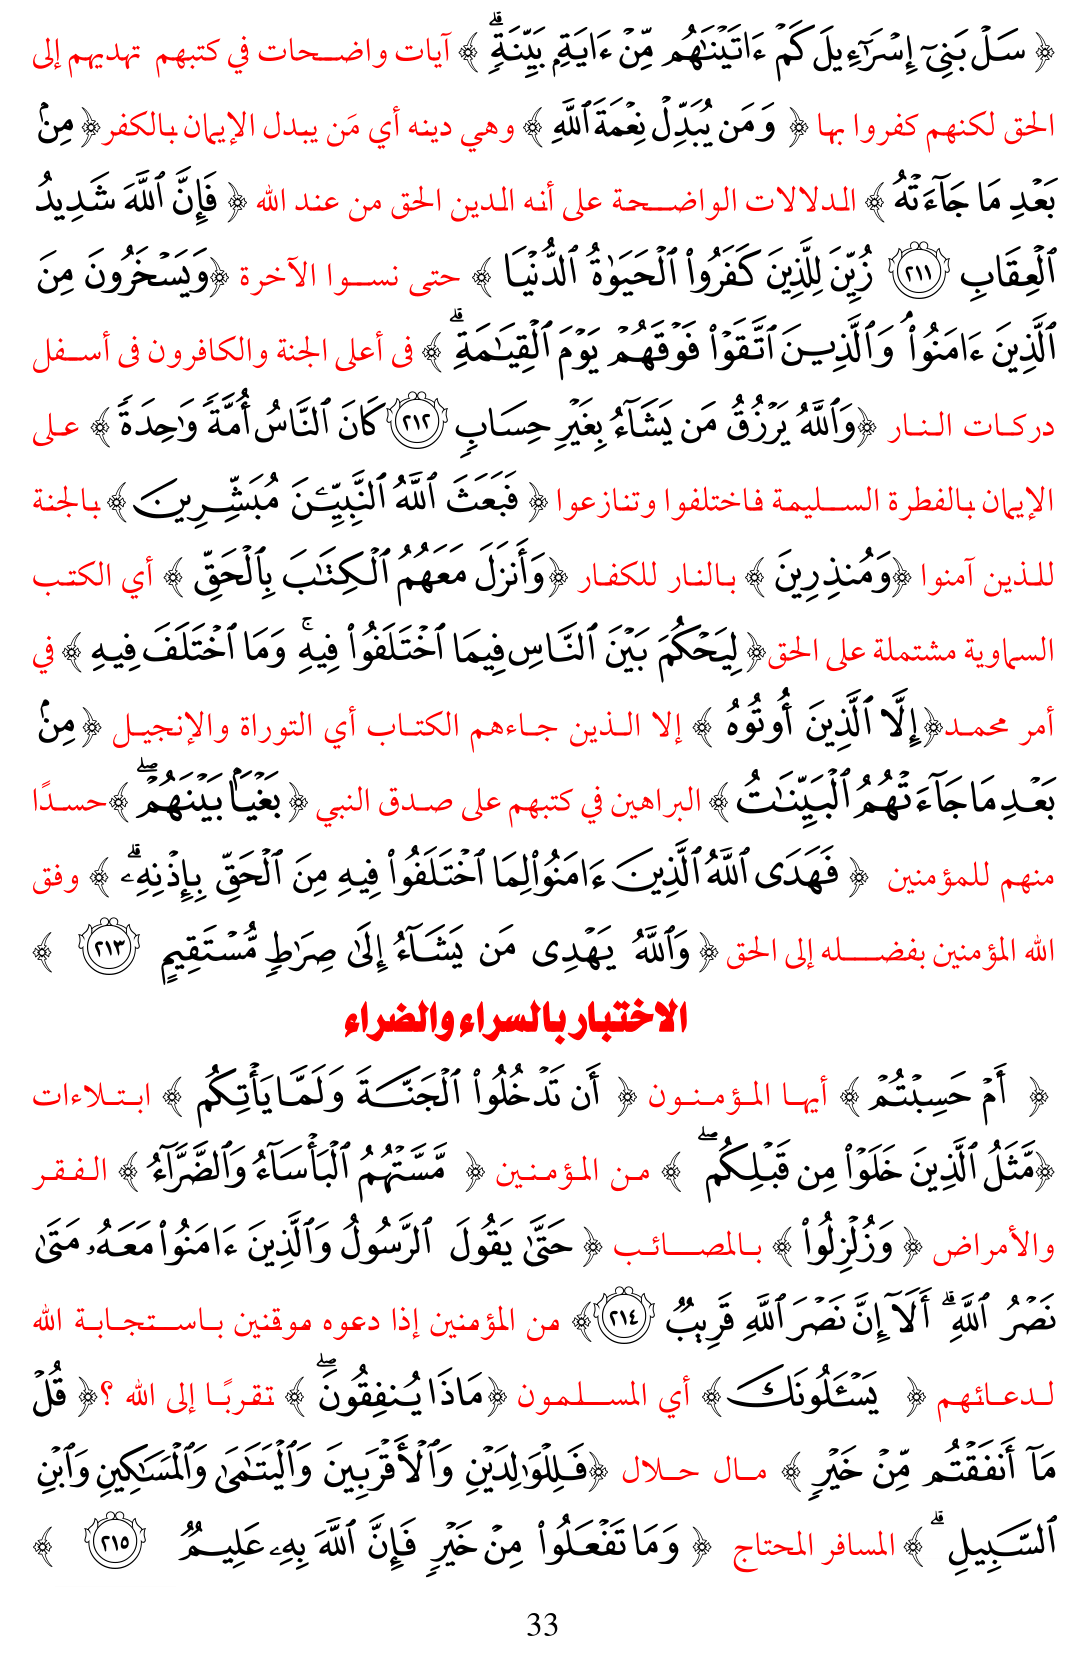 ﴿ سَلْ بَنِىٓ إِسْرَٰٓءِيلَ كَمْ ءَاتَيْنَٰهُم مِّنْ ءَايَةٍۭ بَيِّنَةٍۗ ﴾ آيات واضحات في كتبهم تهديهم إلى
الحق لكنهم كفروا بها ﴿ وَمَن يُبَدِّلْ نِعْمَةَ ٱللَّهِ ﴾ وهي دينه أي مَن يبدل الإيمان بالكفر ﴿ مِنۢ
بَعْدِ مَا جَآءَتْهُ ﴾ الدلالات الواضحة على أنه الدين الحق من عند الله ﴿ فَإِنَّ ٱللَّهَ شَدِيدُ
ٱلْعِقَابِ ٢١١ زُيِّنَ لِلَّذِينَ كَفَرُوا۟ ٱلْحَيَوٰةُ ٱلدُّنْيَا ﴾ حتى نسوا الآخرة ﴿وَيَسْخَرُونَ مِنَ
ٱلَّذِينَ ءَامَنُوا۟ۘ وَٱلَّذِينَ ٱتَّقَوْا۟ فَوْقَهُمْ يَوْمَ ٱلْقِيَٰمَةِۗ ﴾ فى أعلى الجنة والكافرون فى أسفل
دركات النار ﴿وَٱللَّهُ يَرْزُقُ مَن يَشَآءُ بِغَيْرِ حِسَابٍ ٢١٢ كَانَ ٱلنَّاسُ أُمَّةً وَٰحِدَةً ﴾ على
الإيمان بالفطرة السليمة فاختلفوا وتنازعوا ﴿ فَبَعَثَ ٱللَّهُ ٱلنَّبِيِّۦنَ مُبَشِّرِينَ ﴾ بالجنة
للذين آمنوا ﴿وَمُنذِرِينَ ﴾ بالنار للكفار ﴿وَأَنزَلَ مَعَهُمُ ٱلْكِتَٰبَ بِٱلْحَقِّ ﴾ أي الكتب
السماوية مشتملة على الحق ﴿ لِيَحْكُمَ بَيْنَ ٱلنَّاسِ فِيمَا ٱخْتَلَفُوا۟ فِيهِۚ وَمَا ٱخْتَلَفَ فِيهِ ﴾ في
أمر محمد ﴿إِلَّا ٱلَّذِينَ أُوتُوهُ ﴾ إلا الذين جاءهم الكتاب أي التوراة والإنجيل ﴿ مِنۢ
بَعْدِ مَا جَآءَتْهُمُ ٱلْبَيِّنَٰتُ ﴾ البراهين في كتبهم على صدق النبي ﴿ بَغْيَۢا بَيْنَهُمْۖ ﴾ حسدًا
منهم للمؤمنين ﴿ فَهَدَى ٱللَّهُ ٱلَّذِينَ ءَامَنُوا۟ لِمَا ٱخْتَلَفُوا۟ فِيهِ مِنَ ٱلْحَقِّ بِإِذْنِهِۦۗ ﴾ وفق
الله المؤمنين بفضله إلى الحق ﴿ وَٱللَّهُ يَهْدِى مَن يَشَآءُ إِلَىٰ صِرَٰطٍ مُّسْتَقِيمٍ ٢١٣ ﴾
الاختبار بالسراء والضراء
﴿ أَمْ حَسِبْتُمْ ﴾ أيها المؤمنون ﴿ أَن تَدْخُلُوا۟ ٱلْجَنَّةَ وَلَمَّا يَأْتِكُم ﴾ ابتلاءات
﴿مَّثَلُ ٱلَّذِينَ خَلَوْا۟ مِن قَبْلِكُمۖ ﴾ من المؤمنين ﴿ مَّسَّتْهُمُ ٱلْبَأْسَآءُ وَٱلضَّرَّآءُ ﴾ الفقر
والأمراض ﴿ وَزُلْزِلُوا۟ ﴾ بالمصائب ﴿ حَتَّىٰ يَقُولَ ٱلرَّسُولُ وَٱلَّذِينَ ءَامَنُوا۟ مَعَهُۥ مَتَىٰ
نَصْرُ ٱللَّهِۗ أَلَآ إِنَّ نَصْرَ ٱللَّهِ قَرِيبٌ ٢١٤ ﴾ من المؤمنين إذا دعوه موقنين باستجابة الله
لدعائهم ﴿ يَسْـَٔلُونَكَ ﴾ أي المسلمون ﴿مَاذَا يُنفِقُونَۖ ﴾ تقربًا إلى الله ؟ ﴿ قُلْ
مَآ أَنفَقْتُم مِّنْ خَيْرٍ ﴾ مال حلال ﴿فَلِلْوَٰلِدَيْنِ وَٱلْأَقْرَبِينَ وَٱلْيَتَٰمَىٰ وَٱلْمَسَٰكِينِ وَٱبْنِ
ٱلسَّبِيلِۗ ﴾ المسافر المحتاج ﴿ وَمَا تَفْعَلُوا۟ مِنْ خَيْرٍ فَإِنَّ ٱللَّهَ بِهِۦ عَلِيمٌ ٢١٥ ﴾
33